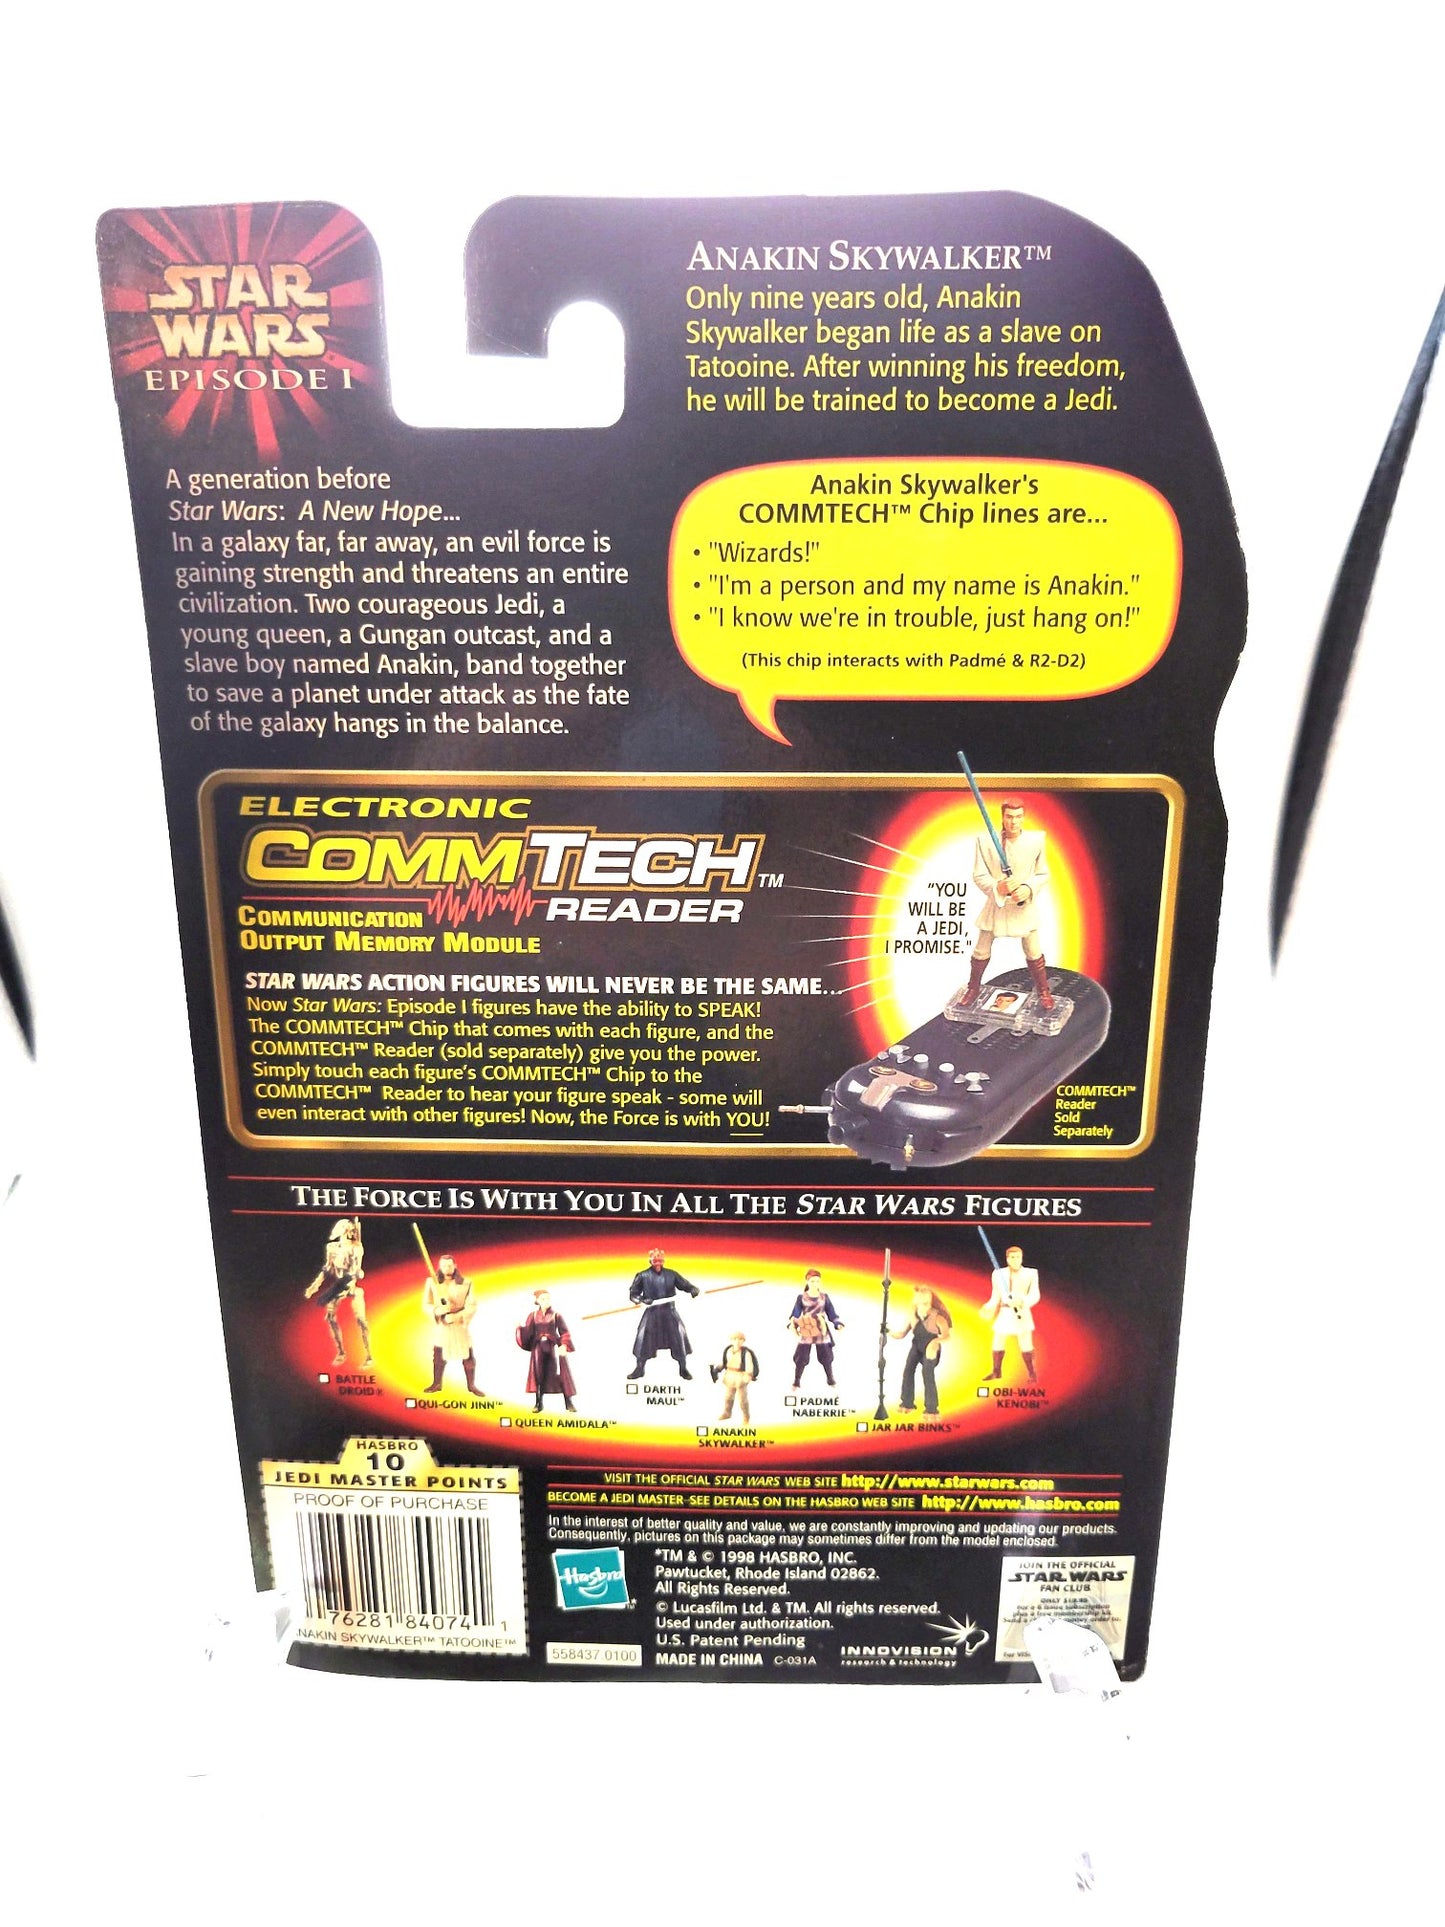 STAR
WARS
EPISODE I
ANAKIN SKYWALKER™
Only nine years old, Anakin
Skywalker began life as a slave on
Tatooine. After winning his freedom,
he will be trained to become a Jedi.
A generation before
Star Wars: A New Hope...
In a galaxy far, far away, an evil force is
gaining strength and threatens an entire
civilization. Two courageous Jedi, a
young queen, a Gungan outcast, and a
slave boy named Anakin, band together
to save a planet under attack as the fate
of the galaxy hangs in the balance.
Anakin Skywalker's
COMMTECH™ Chip lines are...
• "Wizards!"
• "I'm a person and my name is Anakin."
• "I know we're in trouble, just hang on!"
(This chip interacts with Padmé & R2-D2)
ELECTRONIC
COMMTECH™
READER
COMMUNICATION
OUTPUT MEMORY MODULE
STAR WARS ACTION FIGURES WILL NEVER BE THE SAME...
Now Star Wars: Episode I figures have the ability to SPEAK!
The COMMTECH™ Chip that comes with each figure, and the
COMMTECH™ Reader (sold separately) give you the power.
Simply touch each figure's COMMTECH™ Chip to the
COMMTECH™ Reader to hear your figure speak - some will
even interact with other figures! Now, the Force is with YOU!
"YOU
WILL BE
A JEDI,
I PROMISE."
COMMTECH™
Reader
Sold
Separately
THE FORCE IS WITH YOU IN ALL THE STAR WARS FIGURES
BATTLE
DROID
QUI-GON JINN™
QUEEN AMIDALA™
DARTH
MAUL™
ANAKIN
SKYWALKER™
PADMÉ
NABERRIE™
JAR JAR BINKS™
OBI-WAN
KENOBI™
HASBRO
10
JEDI MASTER POINTS
PROOF OF PURCHASE
76281 84074 1
ANAKIN SKYWALKER™ TATOOINE™
VISIT THE OFFICIAL STAR WARS WEB SITE http://www.starwars.com
BECOME A JEDI MASTER-SEE DETAILS ON THE HASBRO WEB SITE http://www.hasbro.com
In the interest of better quality and value, we are constantly improving and updating our products.
Consequently, pictures on this package may sometimes differ from the model enclosed.
Hasbro
*TM & © 1998 HASBRO, INC.
Pawtucket, Rhode Island 02862.
All Rights Reserved.
© Lucasfilm Ltd. & TM. All rights reserved.
Used under authorization.
U.S. Patent Pending
MADE IN CHINA C-031A
558437.0100
INNOVISION
research & technology
JOIN THE OFFICIAL
STAR WARS
FAN CLUB